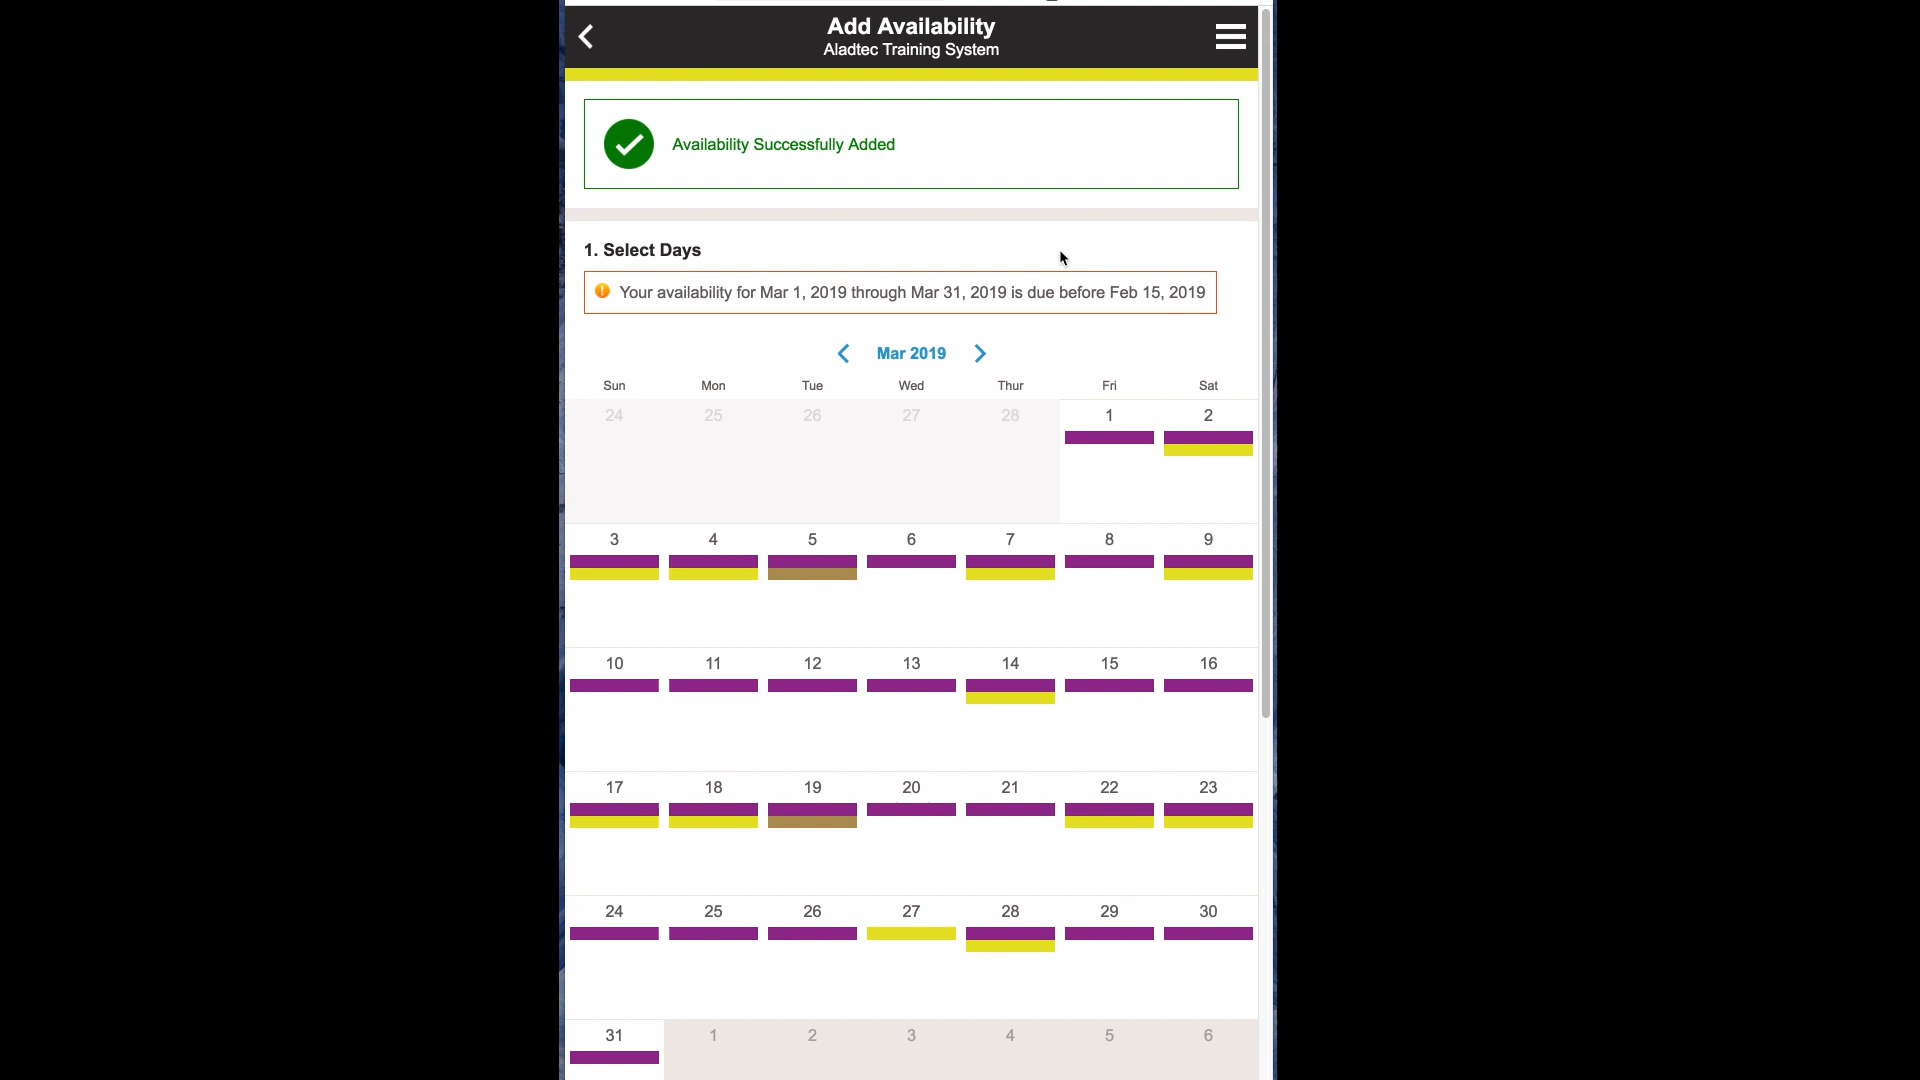 Add Availability
Aladtec Training System
Availability Successfully Added
1. Select Days
Your availability for Mar 1, 2019 through Mar 31, 2019 is due before Feb 15, 2019
Mar 2019
Sun Mon Tue Wed Thur Fri Sat
24 25 26 27 28 1 2
3 4 5 6 7 8 9
10 11 12 13 14 15 16
17 18 19 20 21 22 23
24 25 26 27 28 29 30
31 1 2 3 4 5 6